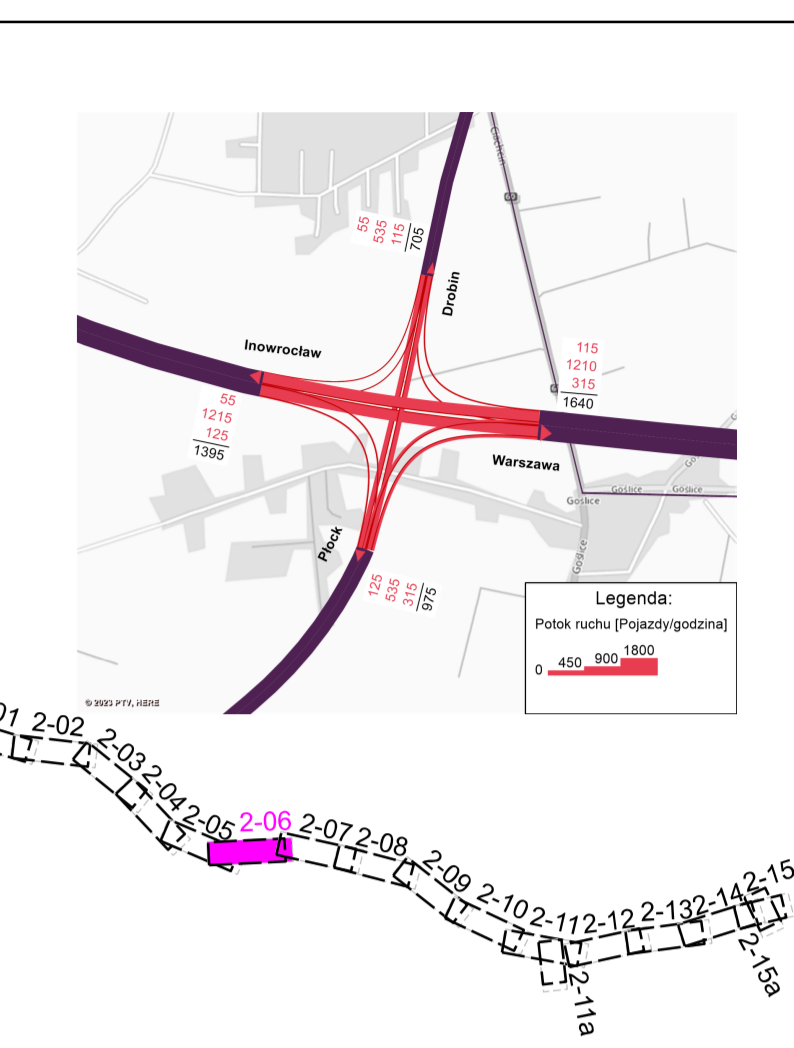 Ciachcin
55
535
115
705
Drobin
Inowrocław
115
1210
315
1640
55
1215
125
1395
Warszawa
Goślice
Goślice
Goślice
Goślice
Płock
125
535
315
975
Legenda:
Potok ruchu [Pojazdy/godzina]
0 450 900 1800
© 2023 PTV, HERE
01 2-02 2-03 2-04 2-05 2-06 2-07 2-08 2-09 2-10 2-11 2-12 2-13 2-14 2-15
2-11a
2-15a